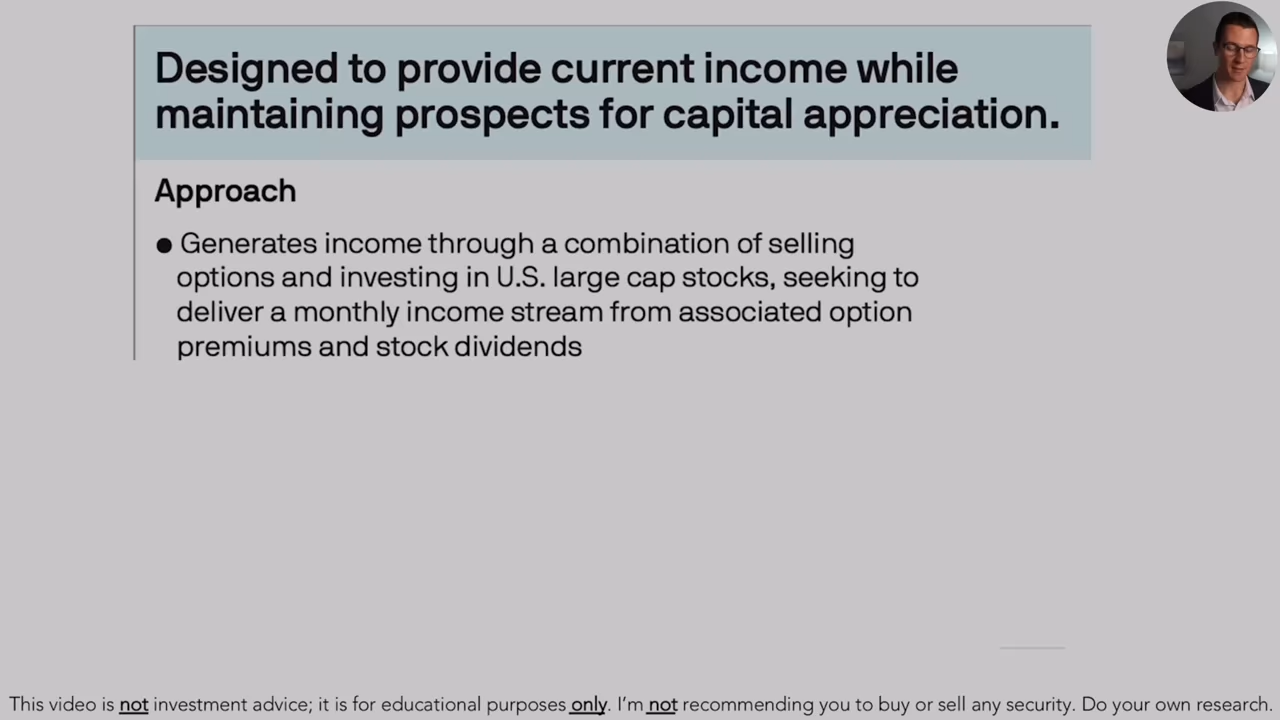 Designed to provide current income while
maintaining prospects for capital appreciation.
Approach
● Generates income through a combination of selling
options and investing in U.S. large cap stocks, seeking to
deliver a monthly income stream from associated option
premiums and stock dividends
This video is not investment advice; it is for educational purposes only. I'm not recommending you to buy or sell any security. Do your own research.